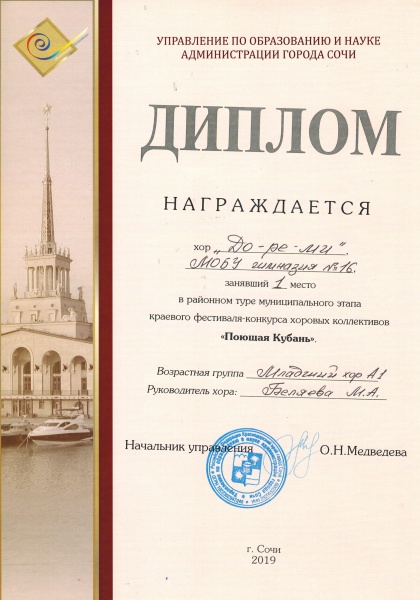 УПРАВЛЕНИЕ ПО ОБРАЗОВАНИЮ И НАУКЕ
АДМИНИСТРАЦИИ ГОРОДА СОЧИ
ДИПЛОМ
НАГРАЖДАЕТСЯ
хор „До-ре-ми".
МОБУ гимназия №16.
занявший 1 место
в районном туре муниципального этапа
краевого фестиваля-конкурса хоровых коллективов
«Поющая Кубань».
Возрастная группа Младший хор А1
Руководитель хора: Беляева М.А.
Начальник управления О.Н.Медведева
г. Сочи
2019